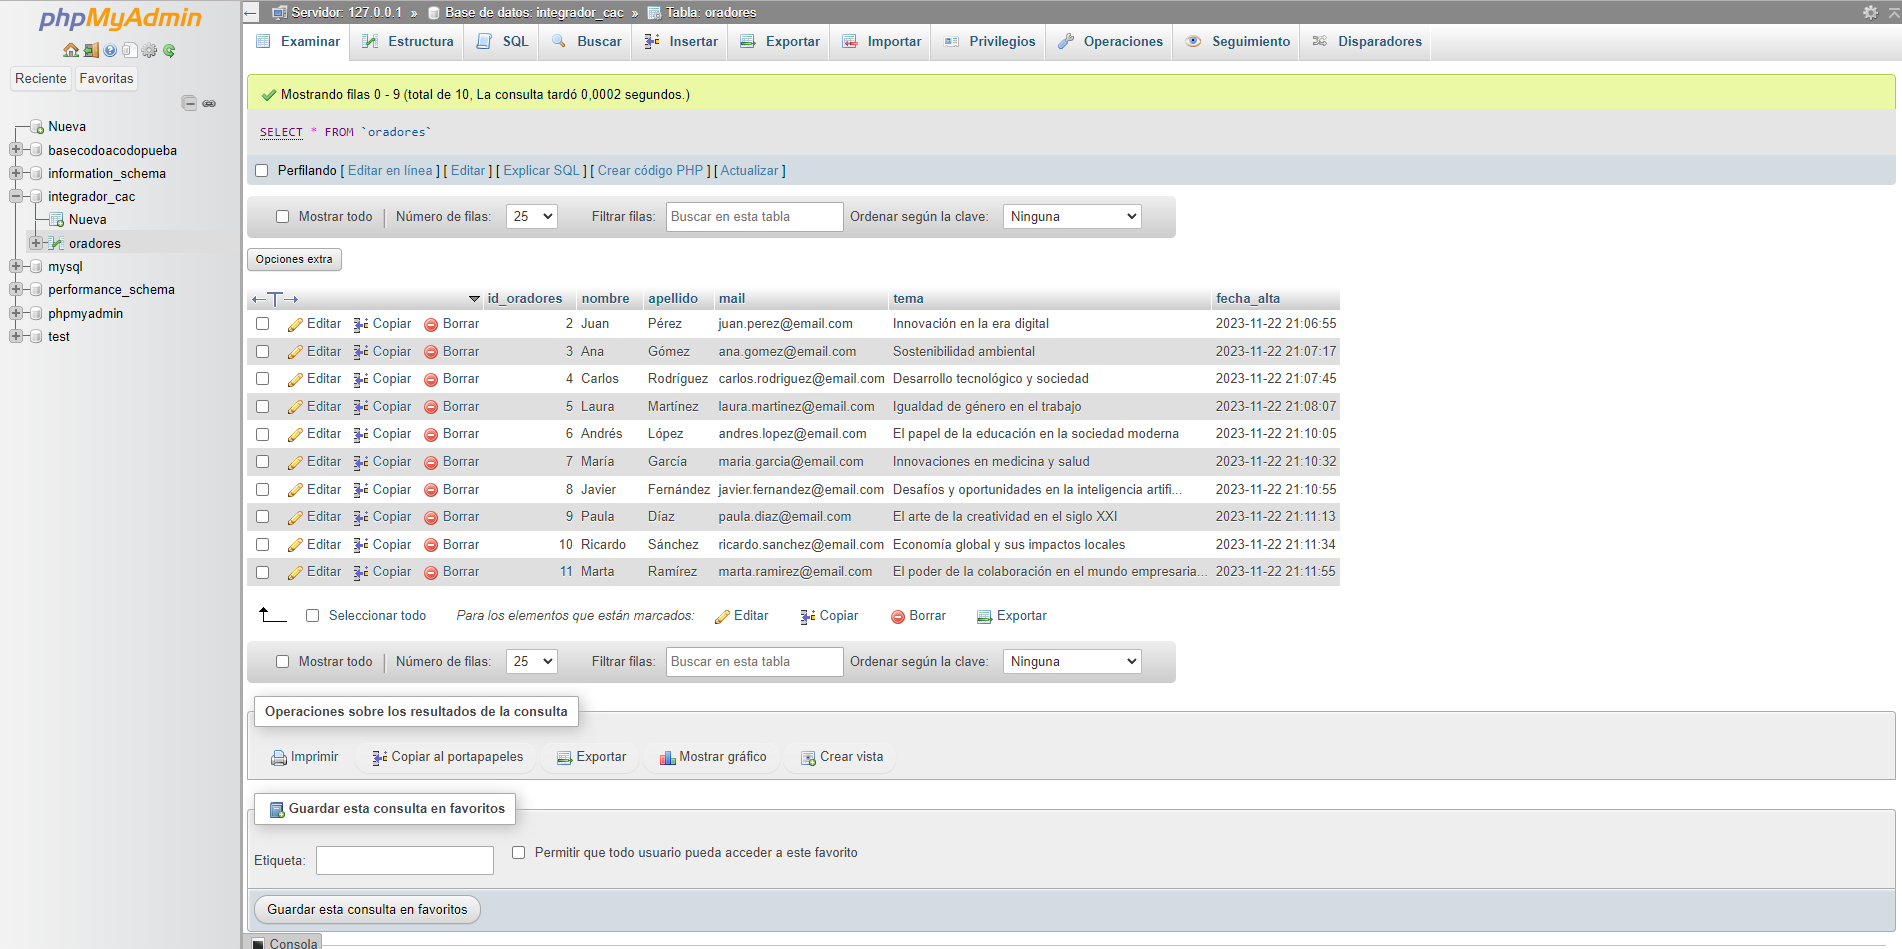 phpMyAdmin
Reciente Favoritas
Nueva
basecodoacodopueba
information_schema
integrador_cac
Nueva
oradores
mysql
performance_schema
phpmyadmin
test
Servidor: 127.0.0.1 » Base de datos: integrador_cac » Tabla: oradores
Examinar Estructura SQL Buscar Insertar Exportar Importar Privilegios Operaciones Seguimiento Disparadores
Mostrando filas 0 - 9 (total de 10, La consulta tardó 0,0002 segundos.)
SELECT * FROM `oradores`
Perfilando [ Editar en línea ] [ Editar ] [ Explicar SQL ] [ Crear código PHP ] [ Actualizar ]
Mostrar todo | Número de filas: 25 Filtrar filas: Buscar en esta tabla Ordenar según la clave: Ninguna
Opciones extra
id_oradores nombre apellido mail tema fecha_alta
Editar Copiar Borrar 2 Juan Pérez juan.perez@email.com Innovación en la era digital 2023-11-22 21:06:55
Editar Copiar Borrar 3 Ana Gómez ana.gomez@email.com Sostenibilidad ambiental 2023-11-22 21:07:17
Editar Copiar Borrar 4 Carlos Rodríguez carlos.rodriguez@email.com Desarrollo tecnológico y sociedad 2023-11-22 21:07:45
Editar Copiar Borrar 5 Laura Martínez laura.martinez@email.com Igualdad de género en el trabajo 2023-11-22 21:08:07
Editar Copiar Borrar 6 Andrés López andres.lopez@email.com El papel de la educación en la sociedad moderna 2023-11-22 21:10:05
Editar Copiar Borrar 7 María García maria.garcia@email.com Innovaciones en medicina y salud 2023-11-22 21:10:32
Editar Copiar Borrar 8 Javier Fernández javier.fernandez@email.com Desafíos y oportunidades en la inteligencia artifi... 2023-11-22 21:10:55
Editar Copiar Borrar 9 Paula Díaz paula.diaz@email.com El arte de la creatividad en el siglo XXI 2023-11-22 21:11:13
Editar Copiar Borrar 10 Ricardo Sánchez ricardo.sanchez@email.com Economía global y sus impactos locales 2023-11-22 21:11:34
Editar Copiar Borrar 11 Marta Ramírez marta.ramirez@email.com El poder de la colaboración en el mundo empresaria... 2023-11-22 21:11:55
Seleccionar todo Para los elementos que están marcados: Editar Copiar Borrar Exportar
Mostrar todo | Número de filas: 25 Filtrar filas: Buscar en esta tabla Ordenar según la clave: Ninguna
Operaciones sobre los resultados de la consulta
Imprimir Copiar al portapapeles Exportar Mostrar gráfico Crear vista
Guardar esta consulta en favoritos
Etiqueta: Permitir que todo usuario pueda acceder a este favorito
Guardar esta consulta en favoritos
Consola